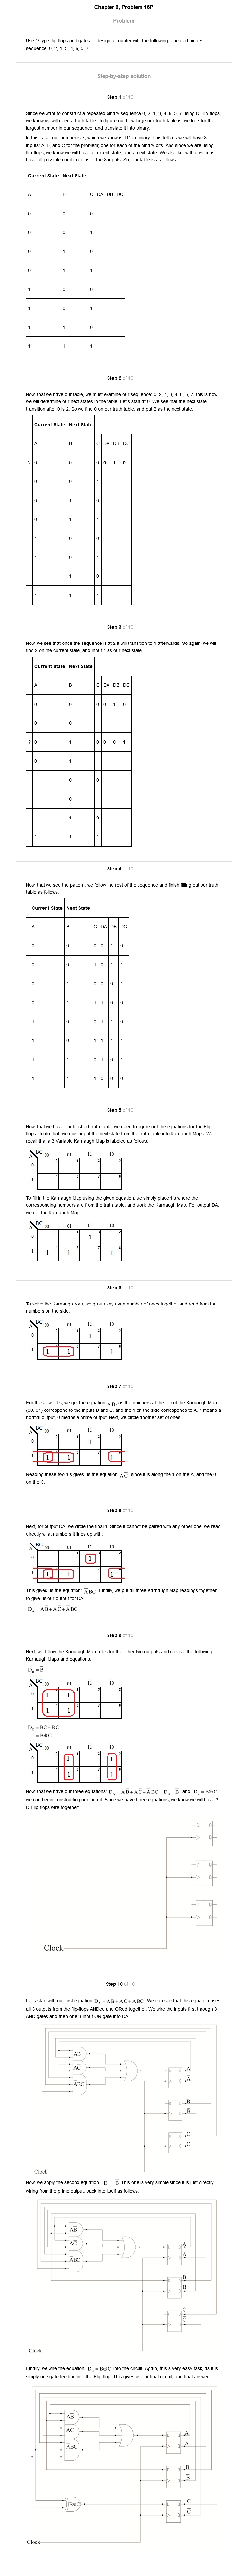 Chapter 6, Problem 16P
Problem
Use D-type flip-flops and gates to design a counter with the following repeated binary
sequence: 0, 2, 1, 3, 4, 6, 5, 7.
Step-by-step solution
Step 1 of 10
Since we want to construct a repeated binary sequence 0, 2, 1, 3, 4, 6, 5, 7 using D Flip-flops,
we know we will need a truth table. To figure out how large our truth table is, we look for the
largest number in our sequence, and translate it into binary.
In this case, our number is 7, which we know is 111 in binary. This tells us we will have 3
inputs: A, B, and C for the problem, one for each of the binary bits. And since we are using
flip-flops, we know we will have a current state, and a next state. We also know that we must
have all possible combinations of the 3-inputs. So, our table is as follows:
Current State Next State
A B C DA DB DC
0 0 0
0 0 1
0 1 0
0 1 1
1 0 0
1 0 1
1 1 0
1 1 1
Step 2 of 10
Now, that we have our table, we must examine our sequence: 0, 2, 1, 3, 4, 6, 5, 7. this is how
we will determine our next states in the table. Let's start at 0. We see that the next state
transition after 0 is 2. So we find 0 on our truth table, and put 2 as the next state:
Current State Next State
A B C DA DB DC
? 0 0 0 0 1 0
0 0 1
0 1 0
0 1 1
1 0 0
1 0 1
1 1 0
1 1 1
Step 3 of 10
Now, we see that once the sequence is at 2 it will transition to 1 afterwards. So again, we will
find 2 on the current state, and input 1 as our next state.
Current State Next State
A B C DA DB DC
0 0 0 0 1 0
0 0 1
? 0 1 0 0 0 1
0 1 1
1 0 0
1 0 1
1 1 0
1 1 1
Step 4 of 10
Now, that we see the pattern, we follow the rest of the sequence and finish filling out our truth
table as follows:
Current State Next State
A B C DA DB DC
0 0 0 0 1 0
0 0 1 0 1 1
0 1 0 0 0 1
0 1 1 1 0 0
1 0 0 1 1 0
1 0 1 1 1 1
1 1 0 1 0 1
1 1 1 0 0 0
Step 5 of 10
Now, that we have our finished truth table, we need to figure out the equations for the Flip-
flops. To do that, we must input the next state from the truth table into Karnaugh Maps. We
recall that a 3 Variable Karnaugh Map is labeled as follows:
A BC 00 01 11 10
0
1
To fill in the Karnaugh Map using the given equation, we simply place 1's where the
corresponding numbers are from the truth table, and work the Karnaugh Map. For output DA,
we get the Karnaugh Map:
A BC 00 01 11 10
0 1
1 1 1 1
Step 6 of 10
To solve the Karnaugh Map, we group any even number of ones together and read from the
numbers on the side.
A BC 00 01 11 10
0 1
1 1 1 1
Step 7 of 10
For these two 1's, we get the equation A B̅, as the numbers at the top of the Karnaugh Map
(00, 01) correspond to the inputs B and C, and the 1 on the side corresponds to A. 1 means a
normal output, 0 means a prime output. Next, we circle another set of ones.
A BC 00 01 11 10
0 1
1 1 1 1
Reading these two 1's gives us the equation A C̅, since it is along the 1 on the A, and the 0
on the C.
Step 8 of 10
Next, for output DA, we circle the final 1. Since it cannot be paired with any other one, we read
directly what numbers it lines up with.
A BC 00 01 11 10
0 1
1 1 1 1
This gives us the equation: A̅ BC. Finally, we put all three Karnaugh Map readings together
to give us our output for DA:
D_A = A B̅ + A C̅ + A̅ BC
Step 9 of 10
Next, we follow the Karnaugh Map rules for the other two outputs and receive the following
Karnaugh Maps and equations:
D_B = B̅
A BC 00 01 11 10
0 1 1
1 1 1
D_C = BC̅ + B̅C
= B⊕C
A BC 00 01 11 10
0 1 1
1 1 1
Now, that we have our three equations: D_A = A B̅ + A C̅ + A̅ BC, D_B = B̅, and D_C = B⊕C,
we can begin constructing our circuit. Since we have three equations, we know we will have 3
D Flip-flops wire together:
Clock
Step 10 of 10
Let's start with our first equation: D_A = A B̅ + A C̅ + A̅ BC. We can see that this equation uses
all 3 outputs from the flip-flops ANDed and ORed together. We wire the inputs first through 3
AND gates and then one 3-input OR gate into DA.
AB̅
AC̅
A̅BC
A
A̅
B
B̅
C
C̅
Clock
Now, we apply the second equation: D_B = B̅. This one is very simple since it is just directly
wiring from the prime output, back into itself as follows:
AB̅
AC̅
A̅BC
A
A̅
B
B̅
C
C̅
Clock
Finally, we wire the equation: D_C = B⊕C into the circuit. Again, this a very easy task, as it is
simply one gate feeding into the Flip-flop. This gives us our final circuit, and final answer:
AB̅
AC̅
A̅BC
A
A̅
B
B̅
B⊕C
C
C̅
Clock